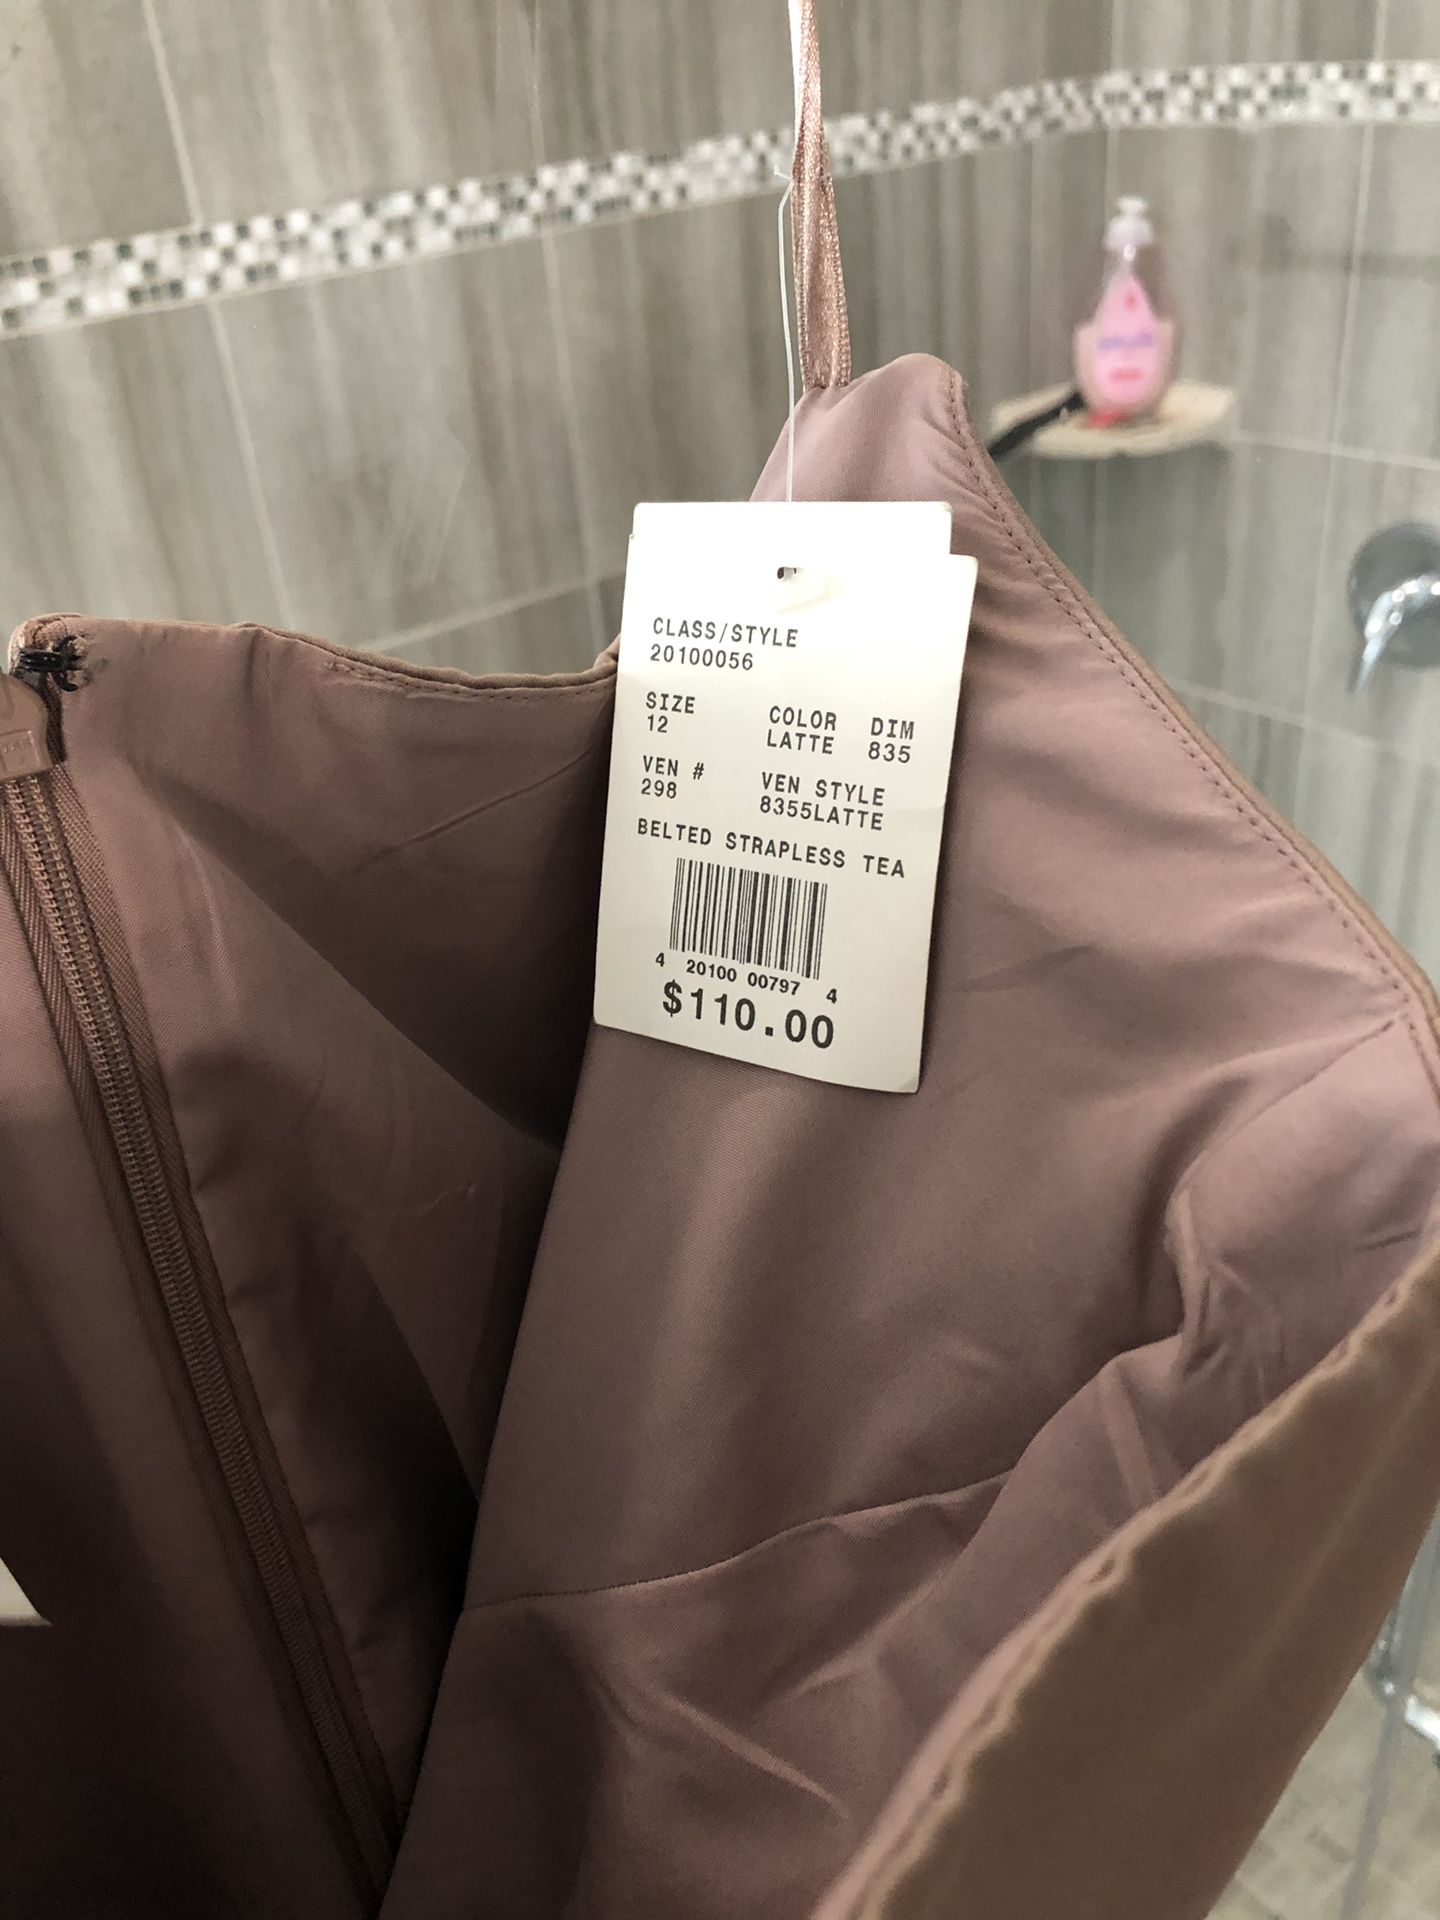 CLASS/STYLE
20100056
SIZE COLOR DIM
12 LATTE 835
VEN # VEN STYLE
298 8355LATTE
BELTED STRAPLESS TEA
4 20100 00797 4
$110.00